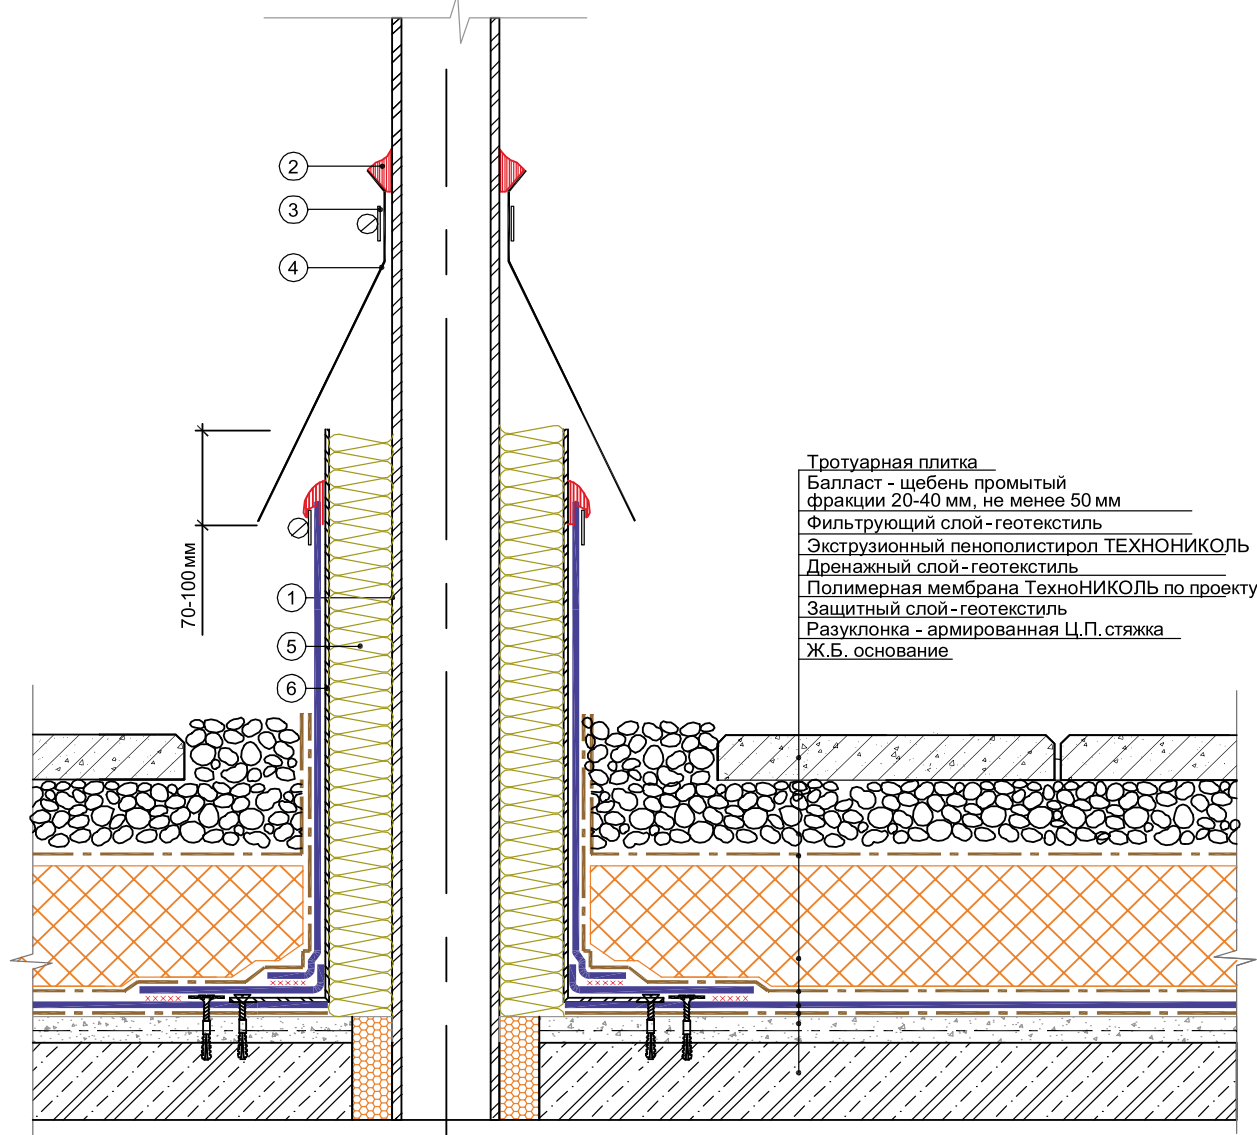 2
3
4
70-100 мм
1
5
6
Тротуарная плитка
Балласт - щебень промытый
фракции 20-40 мм, не менее 50 мм
Фильтрующий слой - геотекстиль
Экструзионный пенополистирол ТЕХНОНИКОЛЬ
Дренажный слой - геотекстиль
Полимерная мембрана ТехноНИКОЛЬ по проекту
Защитный слой - геотекстиль
Разуклонка - армированная Ц.П. стяжка
Ж.Б. основание